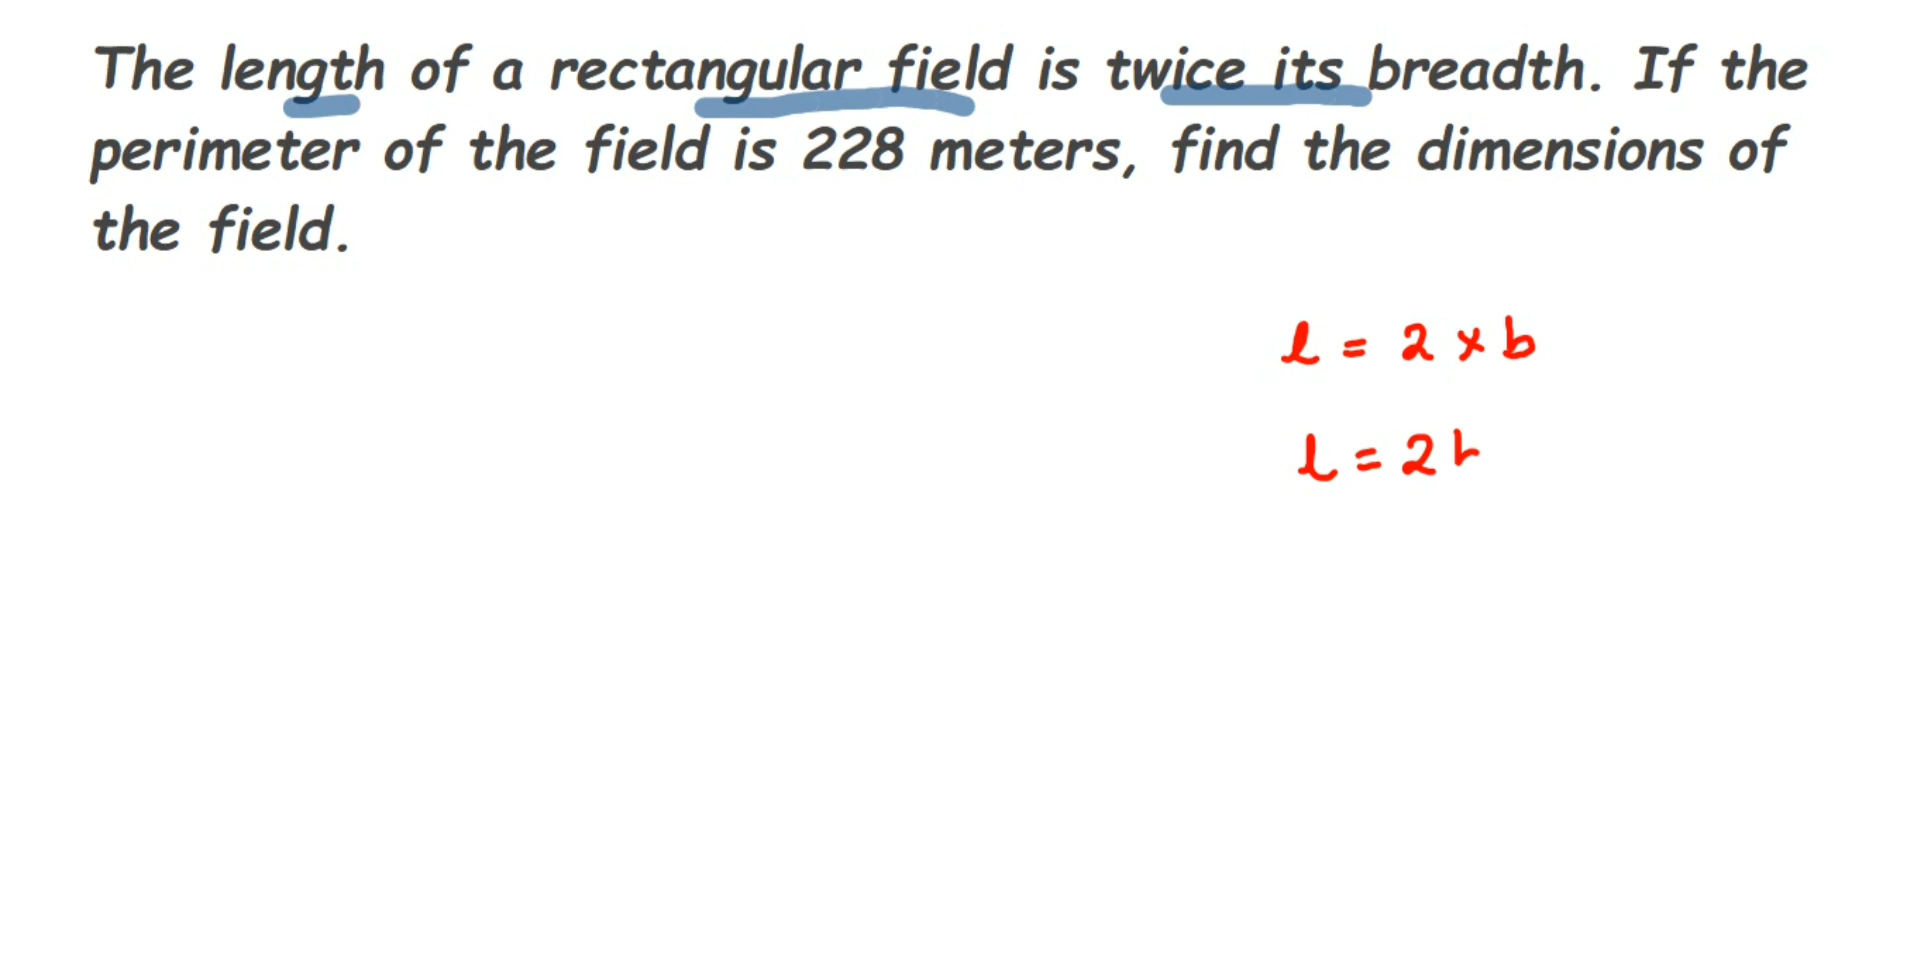 The length of a rectangular field is twice its breadth. If the
perimeter of the field is 228 meters, find the dimensions of
the field.
l = 2 × b
l = 2